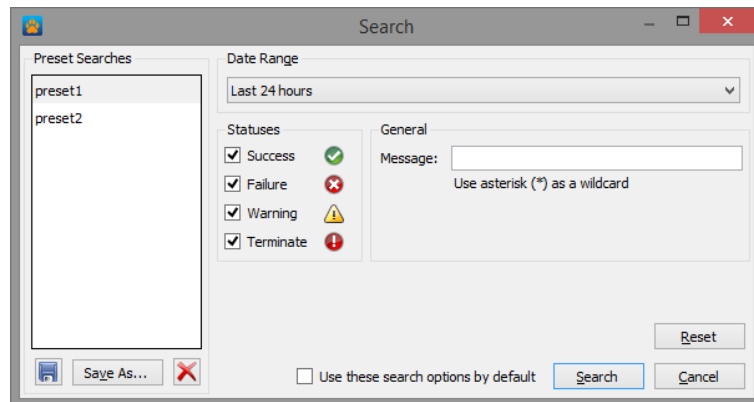 Search
Preset Searches
preset1
preset2
Save As...
Date Range
Last 24 hours
Statuses
Success
Failure
Warning
Terminate
General
Message:
Use asterisk (*) as a wildcard
Reset
Use these search options by default
Search
Cancel